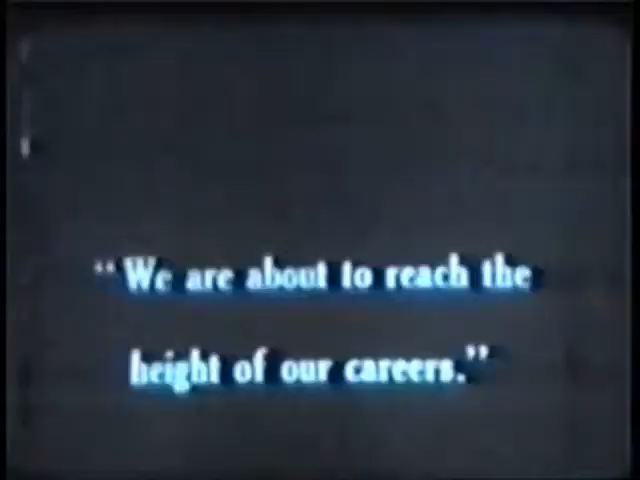 “We are about to reach the
height of our careers.”